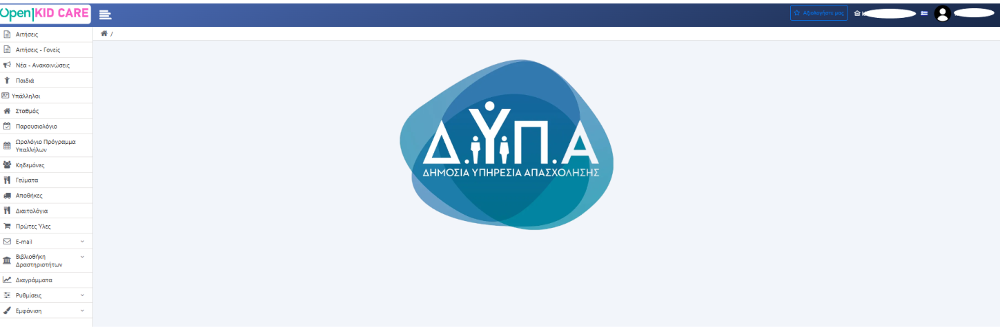 Open|KID CARE
Αξιολογήστε μας
/
Αιτήσεις
Αιτήσεις - Γονείς
Νέα - Ανακοινώσεις
Παιδιά
Υπάλληλοι
Σταθμός
Παρουσιολόγιο
Ωρολόγιο Πρόγραμμα
Υπαλλήλων
Κηδεμόνες
Γεύματα
Αποθήκες
Διαιτολόγια
Πρώτες Ύλες
E-mail
Βιβλιοθήκη
Δραστηριοτήτων
Διαγράμματα
Ρυθμίσεις
Εμφάνιση
Δ.ΥΠ.Α
ΔΗΜΟΣΙΑ ΥΠΗΡΕΣΙΑ ΑΠΑΣΧΟΛΗΣΗΣ